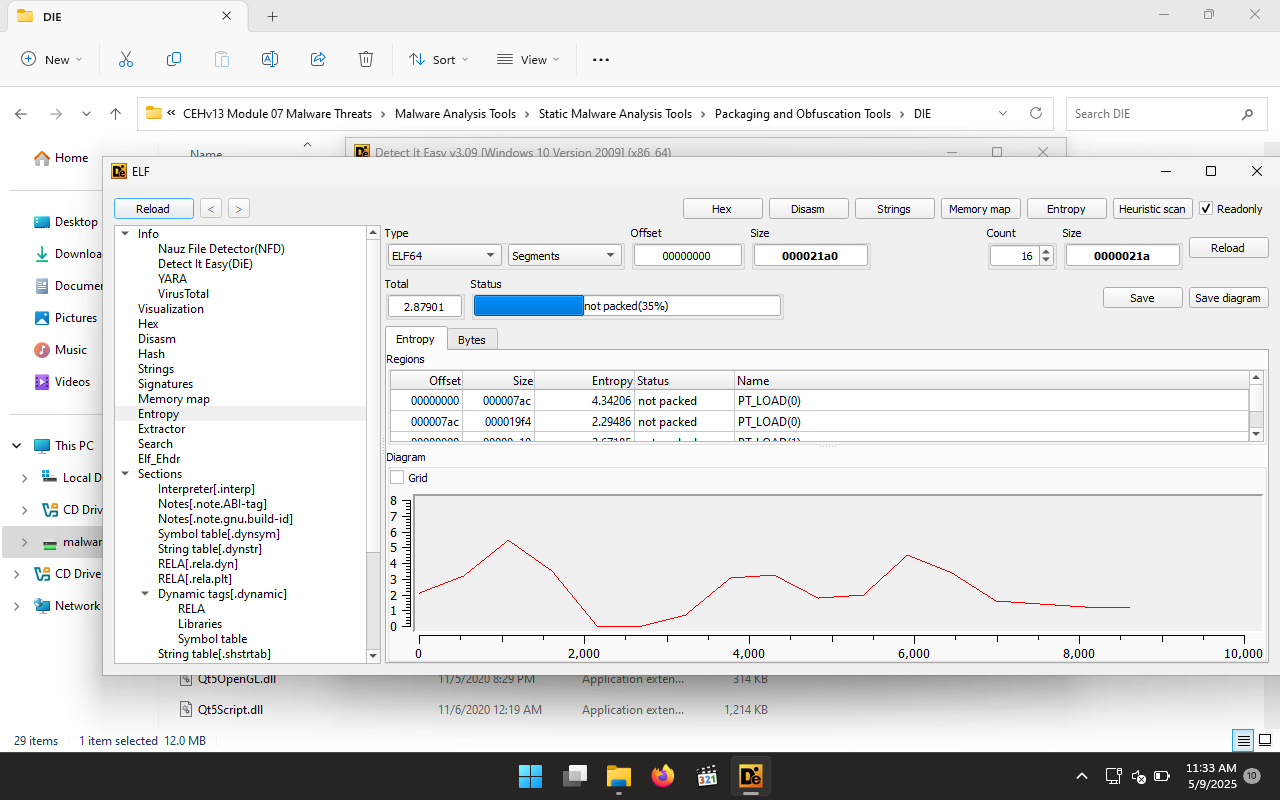 DIE
New
Sort
View
« CEHv13 Module 07 Malware Threats > Malware Analysis Tools > Static Malware Analysis Tools > Packaging and Obfuscation Tools > DIE
Search DIE
Home
Name
Detect It Easy v3.09 [Windows 10 Version 2009] (x86_64)
ELF
Reload < > Hex Disasm Strings Memory map Entropy Heuristic scan Readonly
Desktop
Downloa
Documen
Pictures
Music
Videos
This PC
Local D
CD Driv
malwar
CD Drive
Network
Info
Nauz File Detector(NFD)
Detect It Easy(DiE)
YARA
VirusTotal
Visualization
Hex
Disasm
Hash
Strings
Signatures
Memory map
Entropy
Extractor
Search
Elf_Ehdr
Sections
Interpreter[.interp]
Notes[.note.ABI-tag]
Notes[.note.gnu.build-id]
Symbol table[.dynsym]
String table[.dynstr]
RELA[.rela.dyn]
RELA[.rela.plt]
Dynamic tags[.dynamic]
RELA
Libraries
Symbol table
String table[.shstrtab]
Type Offset Size Count Size
ELF64 Segments 00000000 000021a0 16 0000021a Reload
Total Status
2.87901 not packed(35%) Save Save diagram
Entropy Bytes
Regions
Offset Size Entropy Status Name
00000000 000007ac 4.34206 not packed PT_LOAD(0)
000007ac 000019f4 2.29486 not packed PT_LOAD(0)
Diagram
Grid
8
7
6
5
4
3
2
1
0
0 2,000 4,000 6,000 8,000 10,000
Qt5OpenGL.dll 11/5/2020 8:29 PM Application exten... 314 KB
Qt5Script.dll 11/6/2020 12:19 AM Application exten... 1,214 KB
29 items 1 item selected 12.0 MB
321
De
11:33 AM
5/9/2025
10